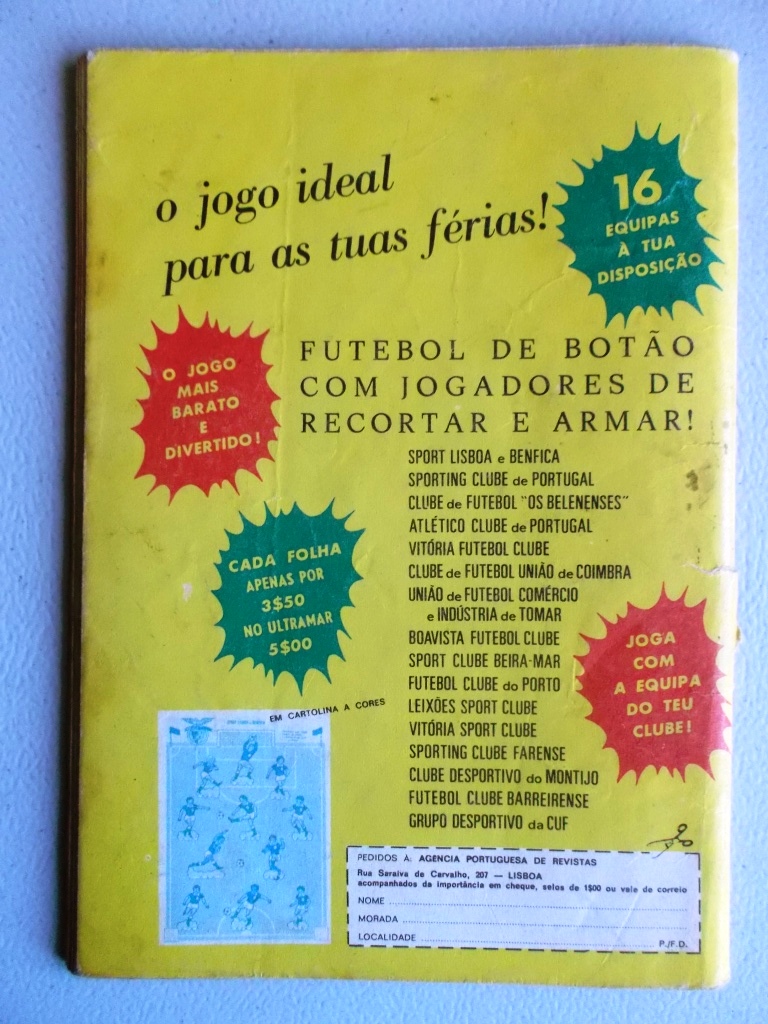 o jogo ideal
para as tuas férias!
16
EQUIPAS
À TUA
DISPOSIÇÃO
O JOGO
MAIS
BARATO
E
DIVERTIDO!
FUTEBOL DE BOTÃO
COM JOGADORES DE
RECORTAR E ARMAR!
SPORT LISBOA e BENFICA
SPORTING CLUBE de PORTUGAL
CLUBE de FUTEBOL "OS BELENENSES"
ATLÉTICO CLUBE de PORTUGAL
VITÓRIA FUTEBOL CLUBE
CLUBE de FUTEBOL UNIÃO de COIMBRA
UNIÃO de FUTEBOL COMÉRCIO
e INDÚSTRIA de TOMAR
BOAVISTA FUTEBOL CLUBE
SPORT CLUBE BEIRA-MAR
FUTEBOL CLUBE do PORTO
LEIXÕES SPORT CLUBE
VITÓRIA SPORT CLUBE
SPORTING CLUBE FARENSE
CLUBE DESPORTIVO do MONTIJO
FUTEBOL CLUBE BARREIRENSE
GRUPO DESPORTIVO da CUF
CADA FOLHA
APENAS POR
3$50
NO ULTRAMAR
5$00
JOGA
COM
A EQUIPA
DO TEU
CLUBE!
EM CARTOLINA A CORES
PEDIDOS À: AGENCIA PORTUGUESA DE REVISTAS
Rua Saraiva de Carvalho, 207 — LISBOA
acompanhados da importância em cheque, selos de 1$00 ou vale de correio
NOME
MORADA
LOCALIDADE
P./F.D.